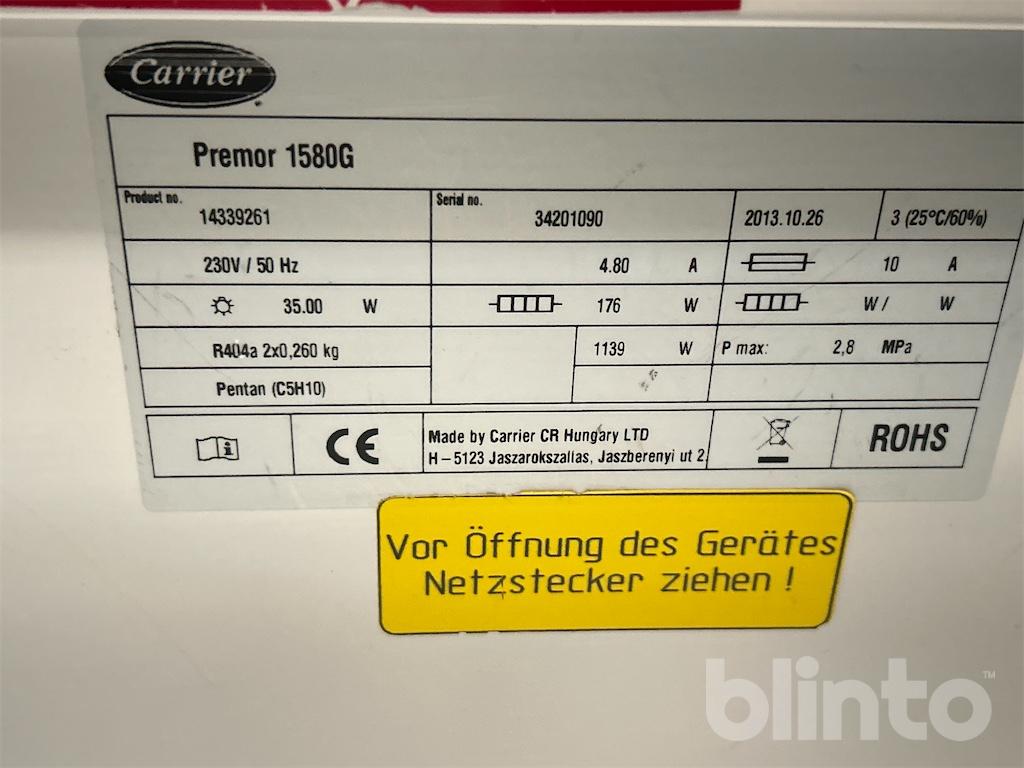 Carrier
Premor 1580G
Product no. 14339261 Serial no. 34201090 2013.10.26 3 (25°C/60%)
230V / 50 Hz 4.80 A 10 A
35.00 W 176 W W / W
R404a 2x0,260 kg 1139 W P max: 2,8 MPa
Pentan (C5H10)
i CE Made by Carrier CR Hungary LTD ROHS
H-5123 Jaszarokszallas, Jaszberenyi ut 2.
Vor Öffnung des Gerätes
Netzstecker ziehen !
blinto™